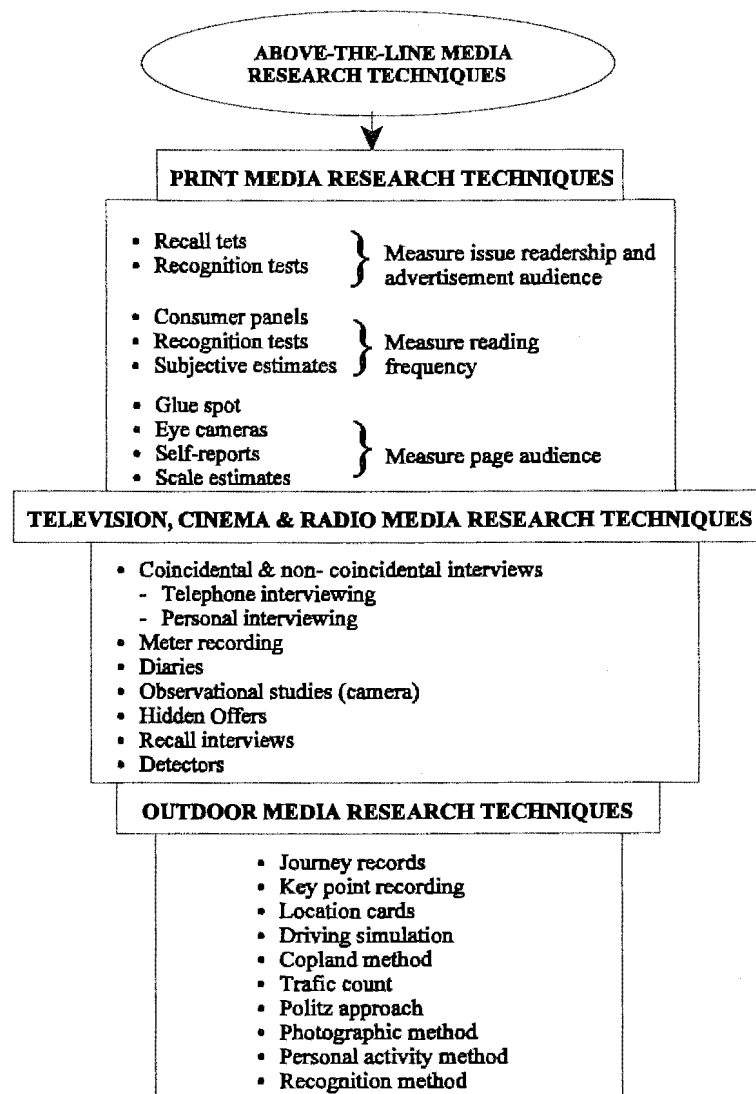 ABOVE-THE-LINE MEDIA
RESEARCH TECHNIQUES
PRINT MEDIA RESEARCH TECHNIQUES
• Recall tets
• Recognition tests
Measure issue readership and
advertisement audience
• Consumer panels
• Recognition tests
• Subjective estimates
Measure reading
frequency
• Glue spot
• Eye cameras
• Self-reports
• Scale estimates
Measure page audience
TELEVISION, CINEMA & RADIO MEDIA RESEARCH TECHNIQUES
• Coincidental & non- coincidental interviews
- Telephone interviewing
- Personal interviewing
• Meter recording
• Diaries
• Observational studies (camera)
• Hidden Offers
• Recall interviews
• Detectors
OUTDOOR MEDIA RESEARCH TECHNIQUES
• Journey records
• Key point recording
• Location cards
• Driving simulation
• Copland method
• Trafic count
• Politz approach
• Photographic method
• Personal activity method
• Recognition method